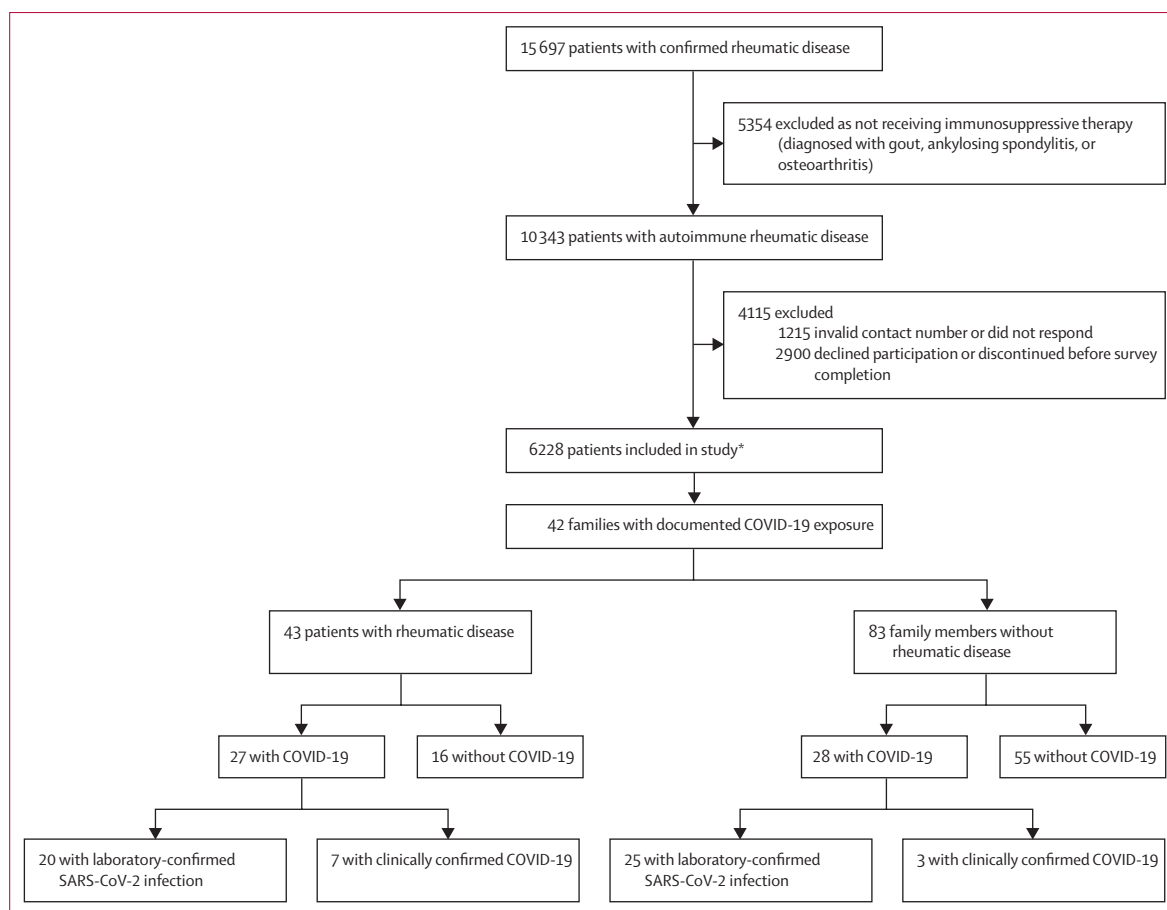 15 697 patients with confirmed rheumatic disease
5354 excluded as not receiving immunosuppressive therapy
(diagnosed with gout, ankylosing spondylitis, or
osteoarthritis)
10 343 patients with autoimmune rheumatic disease
4115 excluded
1215 invalid contact number or did not respond
2900 declined participation or discontinued before survey
completion
6228 patients included in study*
42 families with documented COVID-19 exposure
43 patients with rheumatic disease
83 family members without
rheumatic disease
27 with COVID-19
16 without COVID-19
28 with COVID-19
55 without COVID-19
20 with laboratory-confirmed
SARS-CoV-2 infection
7 with clinically confirmed COVID-19
25 with laboratory-confirmed
SARS-CoV-2 infection
3 with clinically confirmed COVID-19